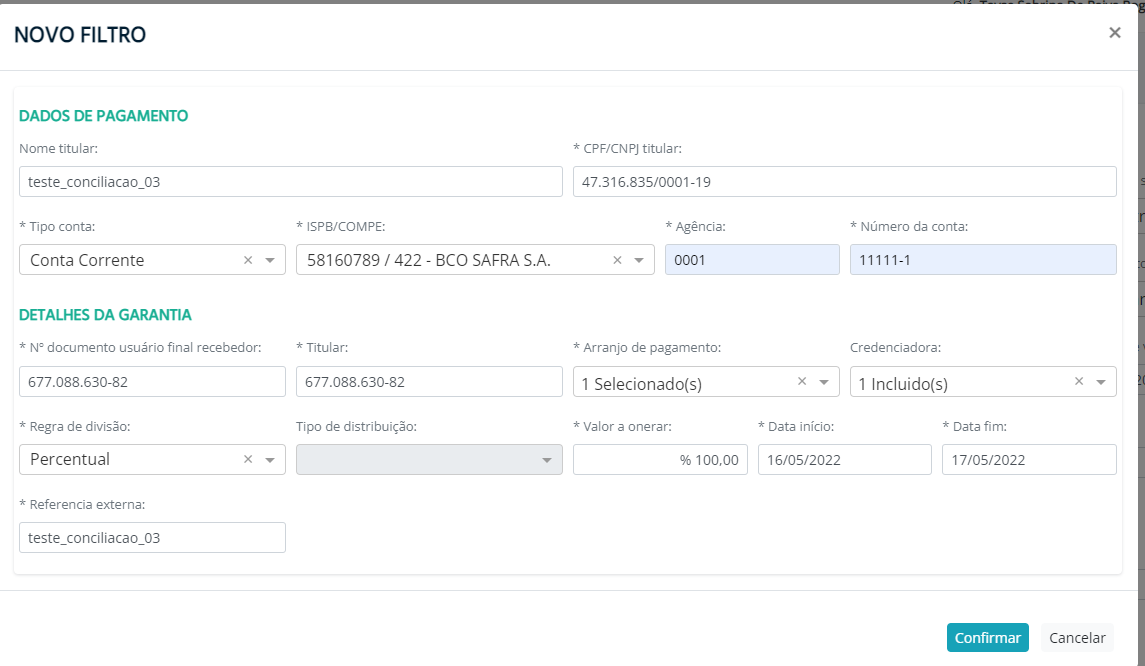 NOVO FILTRO
×
DADOS DE PAGAMENTO
Nome titular:
* CPF/CNPJ titular:
teste_conciliacao_03
47.316.835/0001-19
* Tipo conta:
* ISPB/COMPE:
* Agência:
* Número da conta:
Conta Corrente ×
58160789 / 422 - BCO SAFRA S.A. ×
0001
11111-1
DETALHES DA GARANTIA
* Nº documento usuário final recebedor:
* Titular:
* Arranjo de pagamento:
Credenciadora:
677.088.630-82
677.088.630-82
1 Selecionado(s) ×
1 Incluido(s) ×
* Regra de divisão:
Tipo de distribuição:
* Valor a onerar:
* Data início:
* Data fim:
Percentual ×
% 100,00
16/05/2022
17/05/2022
* Referencia externa:
teste_conciliacao_03
Confirmar
Cancelar